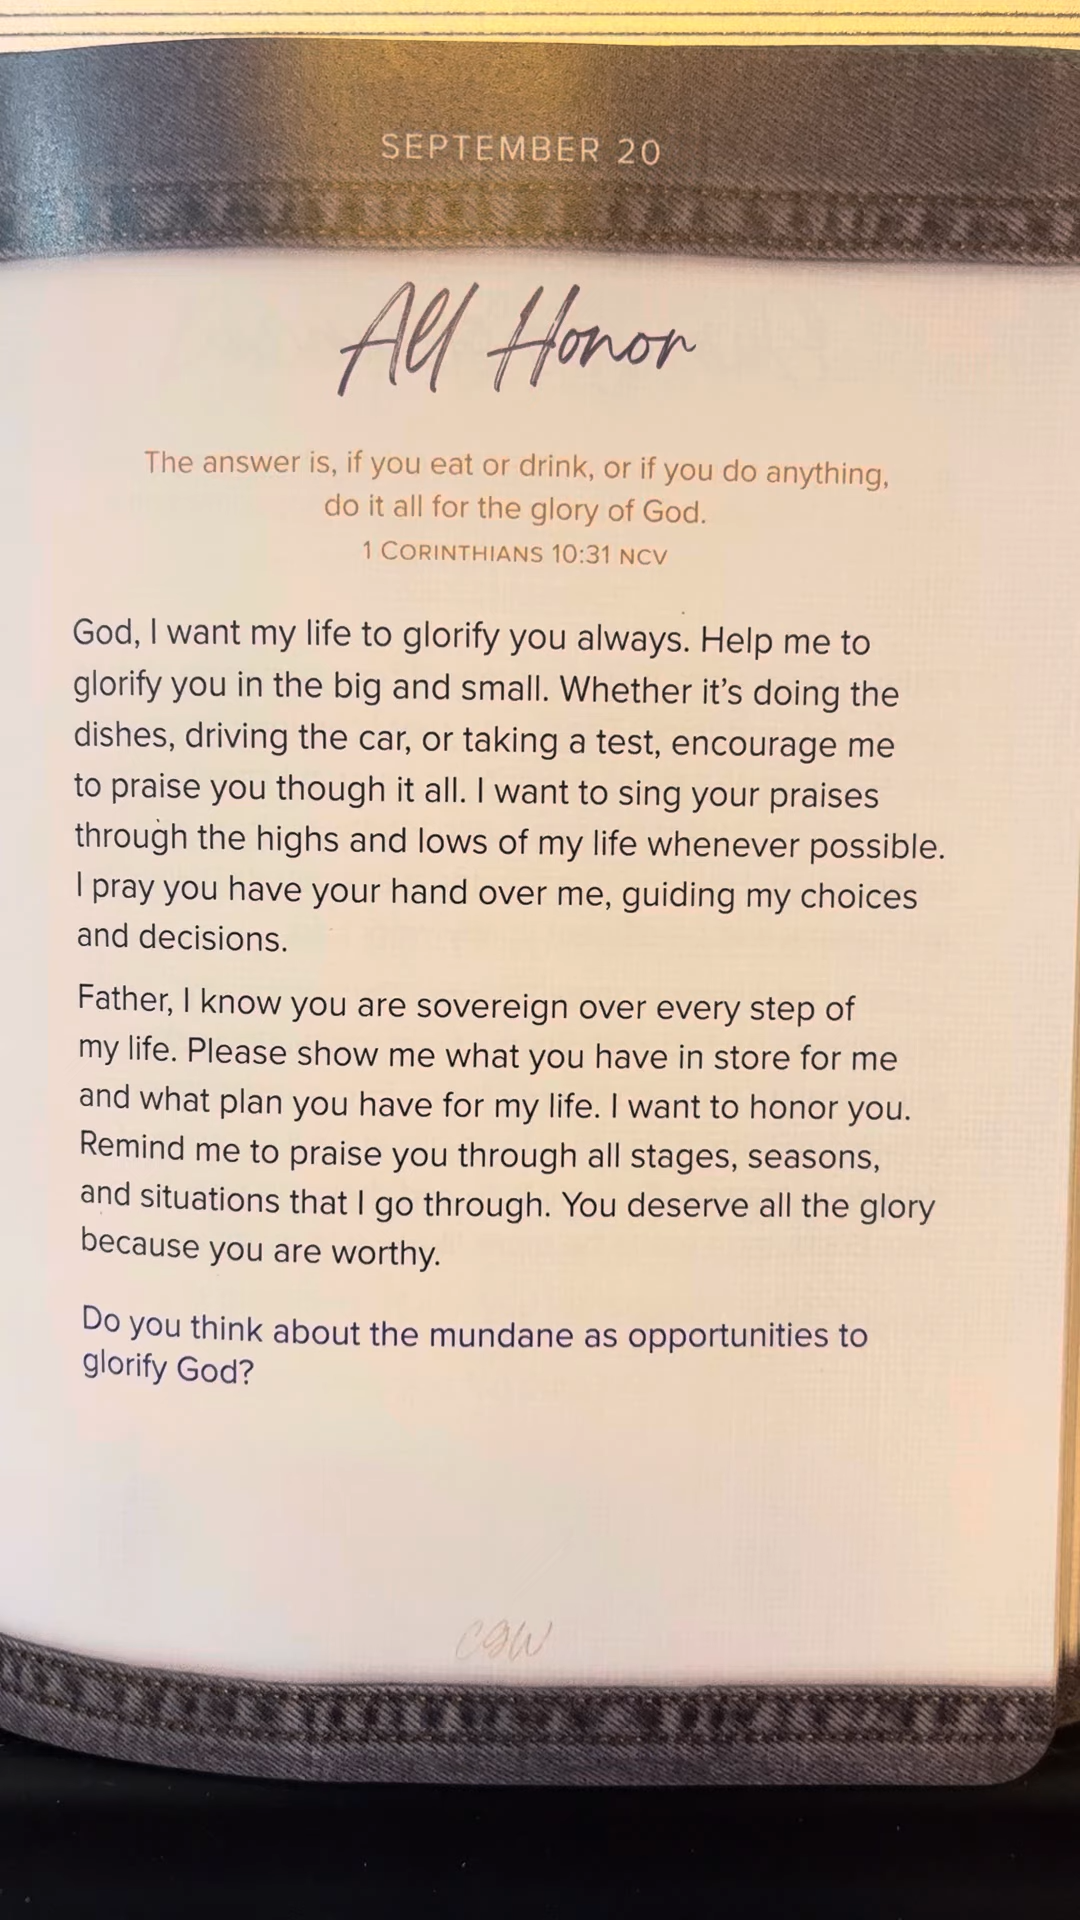 SEPTEMBER 20
All Honor
The answer is, if you eat or drink, or if you do anything,
do it all for the glory of God.
1 CORINTHIANS 10:31 NCV
God, I want my life to glorify you always. Help me to
glorify you in the big and small. Whether it's doing the
dishes, driving the car, or taking a test, encourage me
to praise you though it all. I want to sing your praises
through the highs and lows of my life whenever possible.
I pray you have your hand over me, guiding my choices
and decisions.
Father, I know you are sovereign over every step of
my life. Please show me what you have in store for me
and what plan you have for my life. I want to honor you.
Remind me to praise you through all stages, seasons,
and situations that I go through. You deserve all the glory
because you are worthy.
Do you think about the mundane as opportunities to
glorify God?
CGW